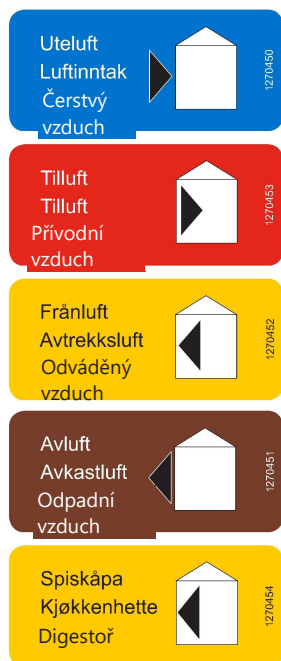 Uteluft
Luftinntak
Čerstvý
vzduch
1270450
Tilluft
Tilluft
Přívodní
vzduch
1270453
Frånluft
Avtrekksluft
Odváděný
vzduch
1270452
Avluft
Avkastluft
Odpadní
vzduch
1270451
Spiskåpa
Kjøkkenhette
Digestoř
1270454